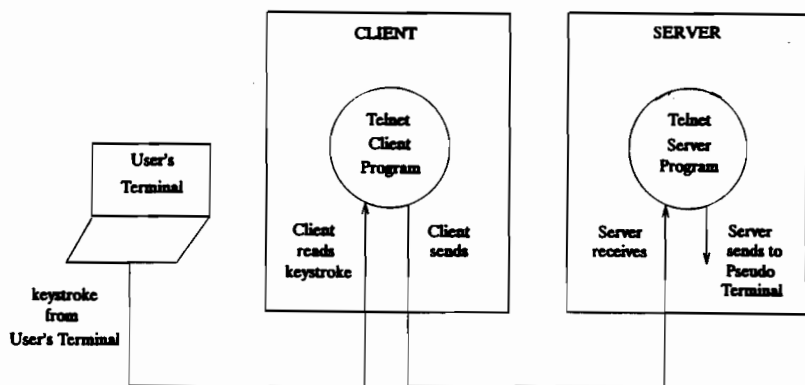 CLIENT
SERVER
Telnet
Client
Program
Telnet
Server
Program
User's
Terminal
Client
reads
keystroke
Client
sends
Server
receives
Server
sends to
Pseudo
Terminal
keystroke
from
User's Terminal